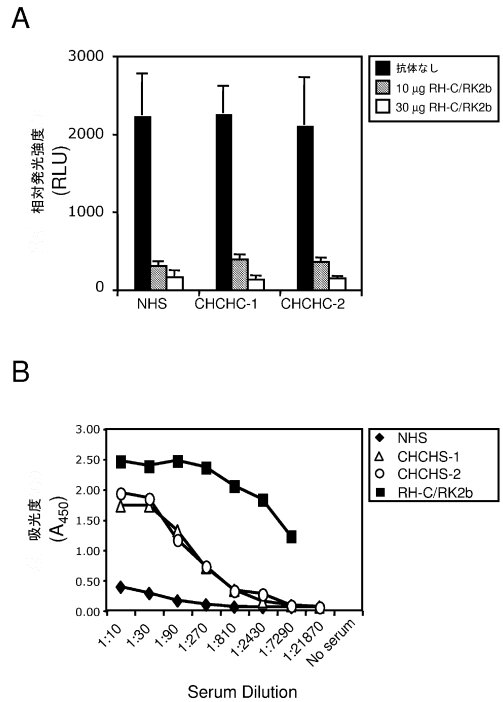 A
3000
2000
1000
0
相対発光強度
(RLU)
NHS
CHCHC-1
CHCHC-2
抗体なし
10 μg RH-C/RK2b
30 μg RH-C/RK2b
B
3.00
2.50
2.00
1.50
1.00
0.50
0.00
吸光度
(A450)
1:10
1:30
1:90
1:270
1:810
1:2430
1:7290
1:21870
No serum
Serum Dilution
NHS
CHCHS-1
CHCHS-2
RH-C/RK2b